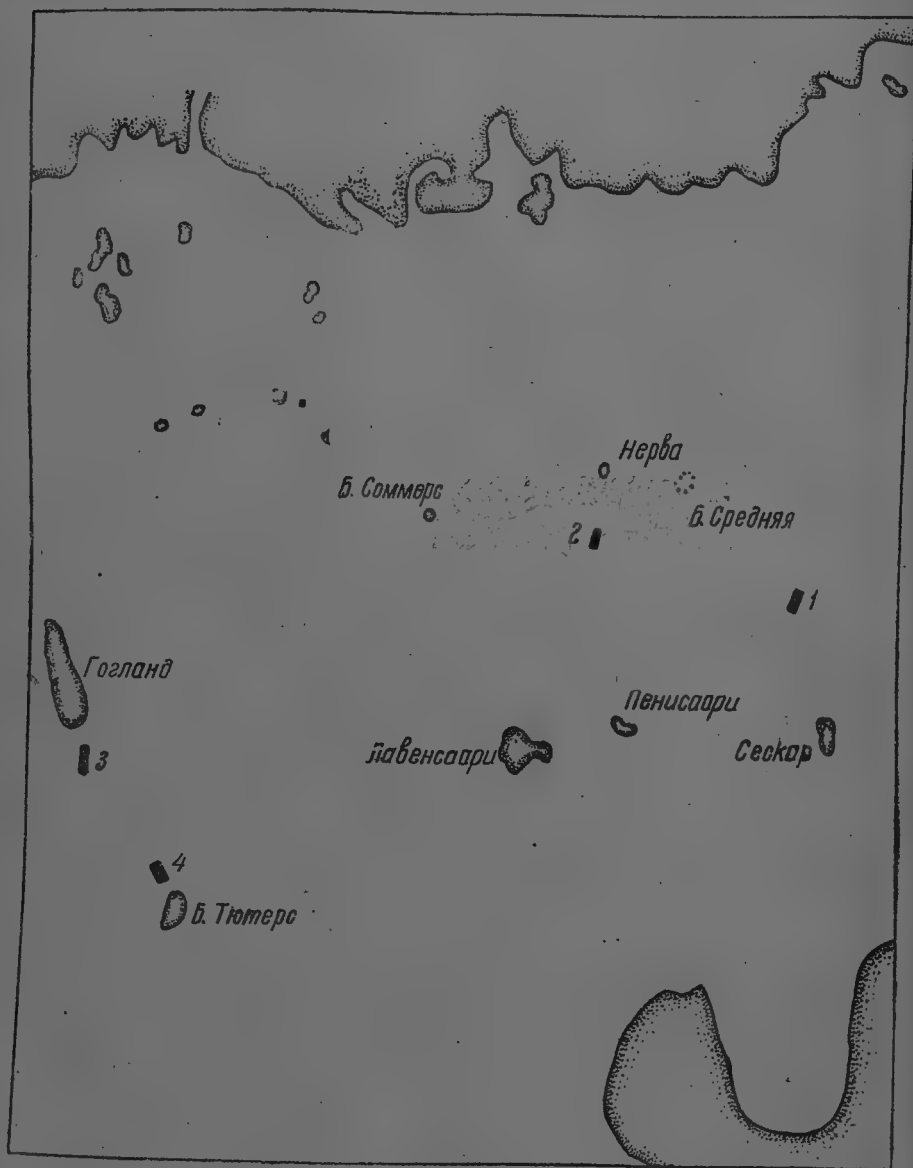 Нерва
Б. Соммерс
Б. Средняя
2
1
Гогланд
Пенисаари
Лавенсаари
Сескар
3
4
Б. Тютерс